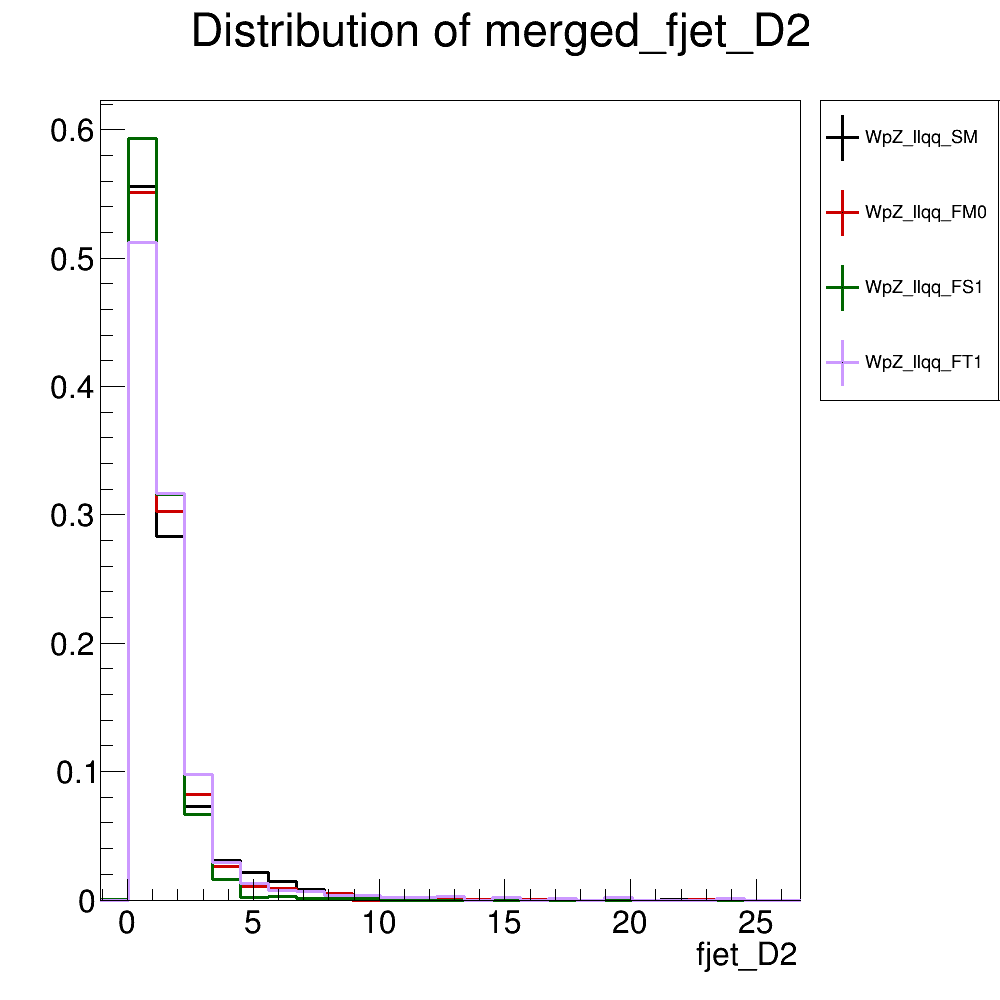 Distribution of merged_fjet_D2
0.6
0.5
0.4
0.3
0.2
0.1
0
0 5 10 15 20 25
fjet_D2
WpZ_llqq_SM
WpZ_llqq_FM0
WpZ_llqq_FS1
WpZ_llqq_FT1